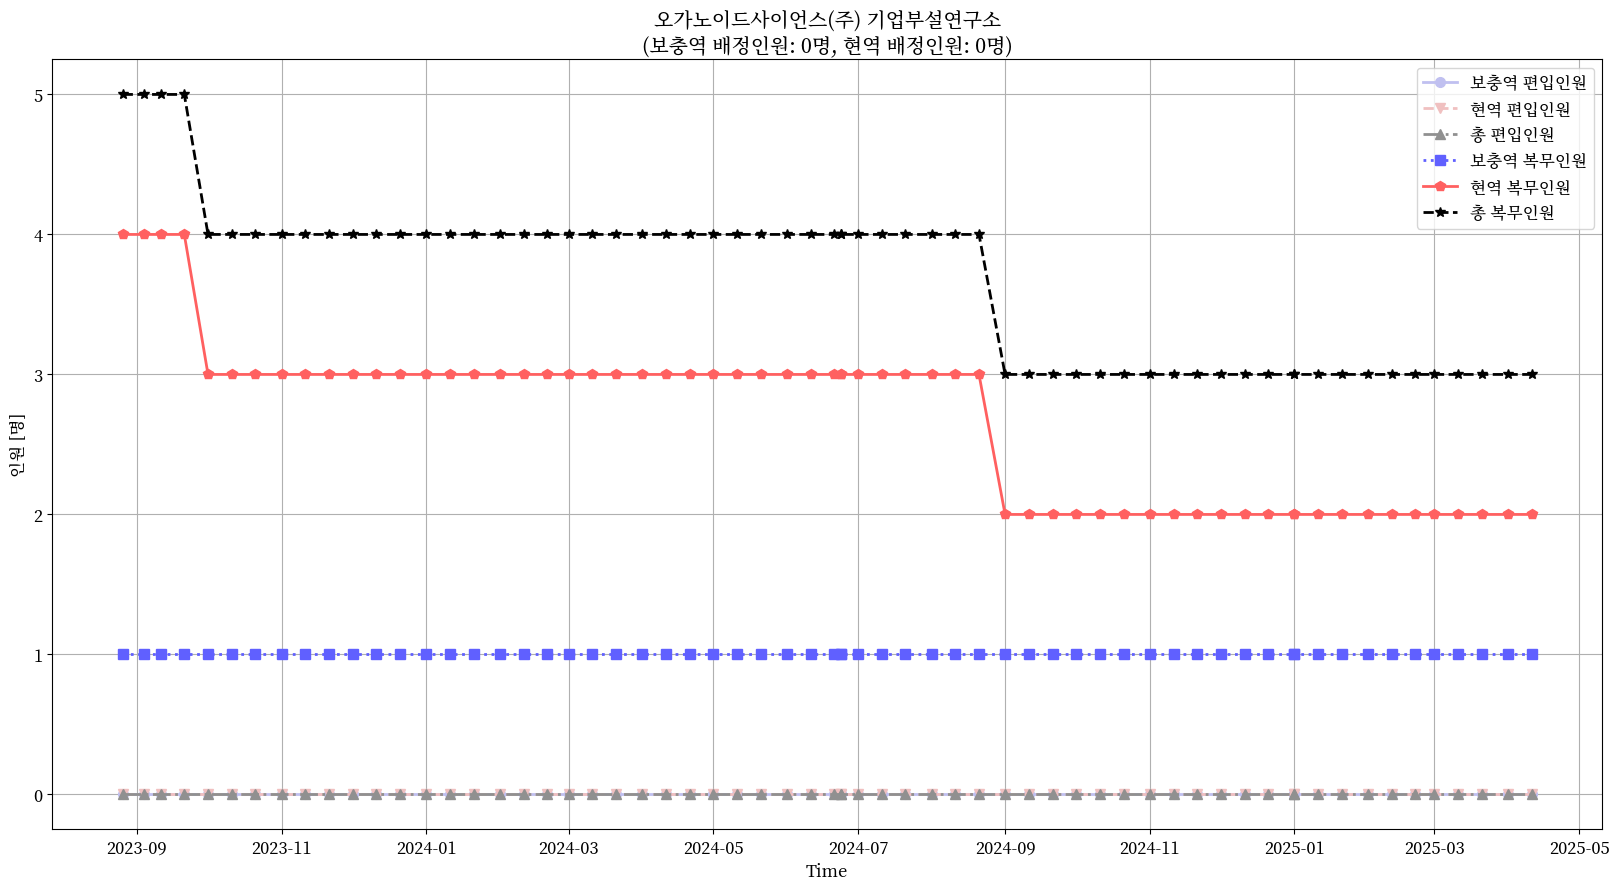 오가노이드사이언스(주) 기업부설연구소
(보충역 배정인원: 0명, 현역 배정인원: 0명)
보충역 편입인원
현역 편입인원
총 편입인원
보충역 복무인원
현역 복무인원
총 복무인원
인원 [명]
5
4
3
2
1
0
2023-09
2023-11
2024-01
2024-03
2024-05
2024-07
2024-09
2024-11
2025-01
2025-03
2025-05
Time